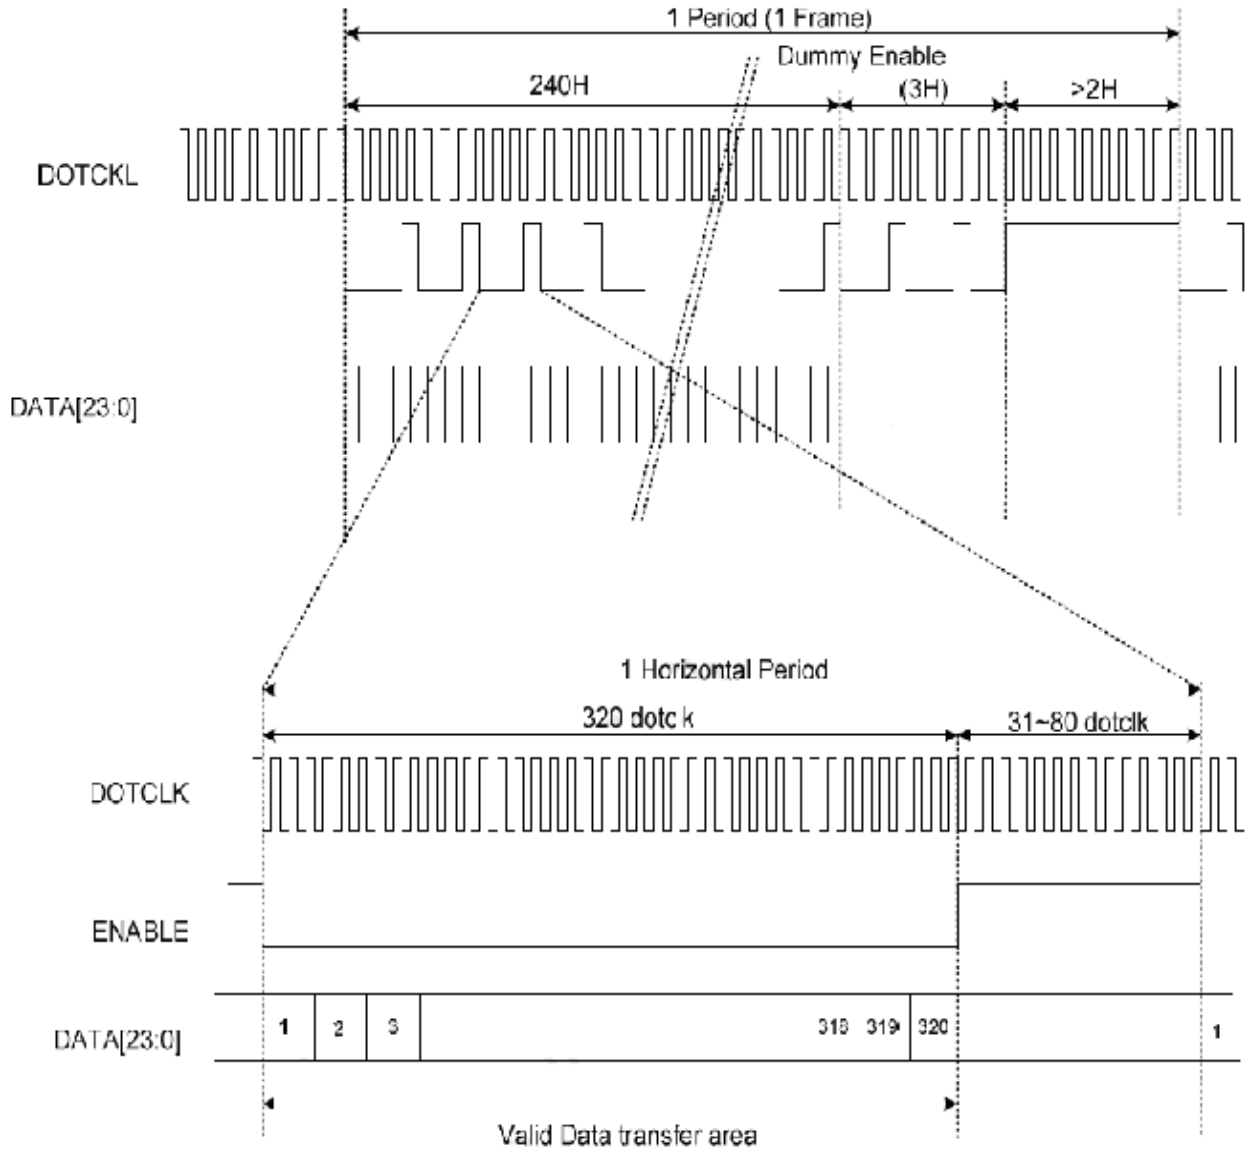 1 Period (1 Frame)
Dummy Enable
240H
(3H)
>2H
DOTCKL
DATA[23:0]
1 Horizontal Period
320 dotck
31~80 dotclk
DOTCLK
ENABLE
DATA[23:0]
1 2 3 318 319 320 1
Valid Data transfer area